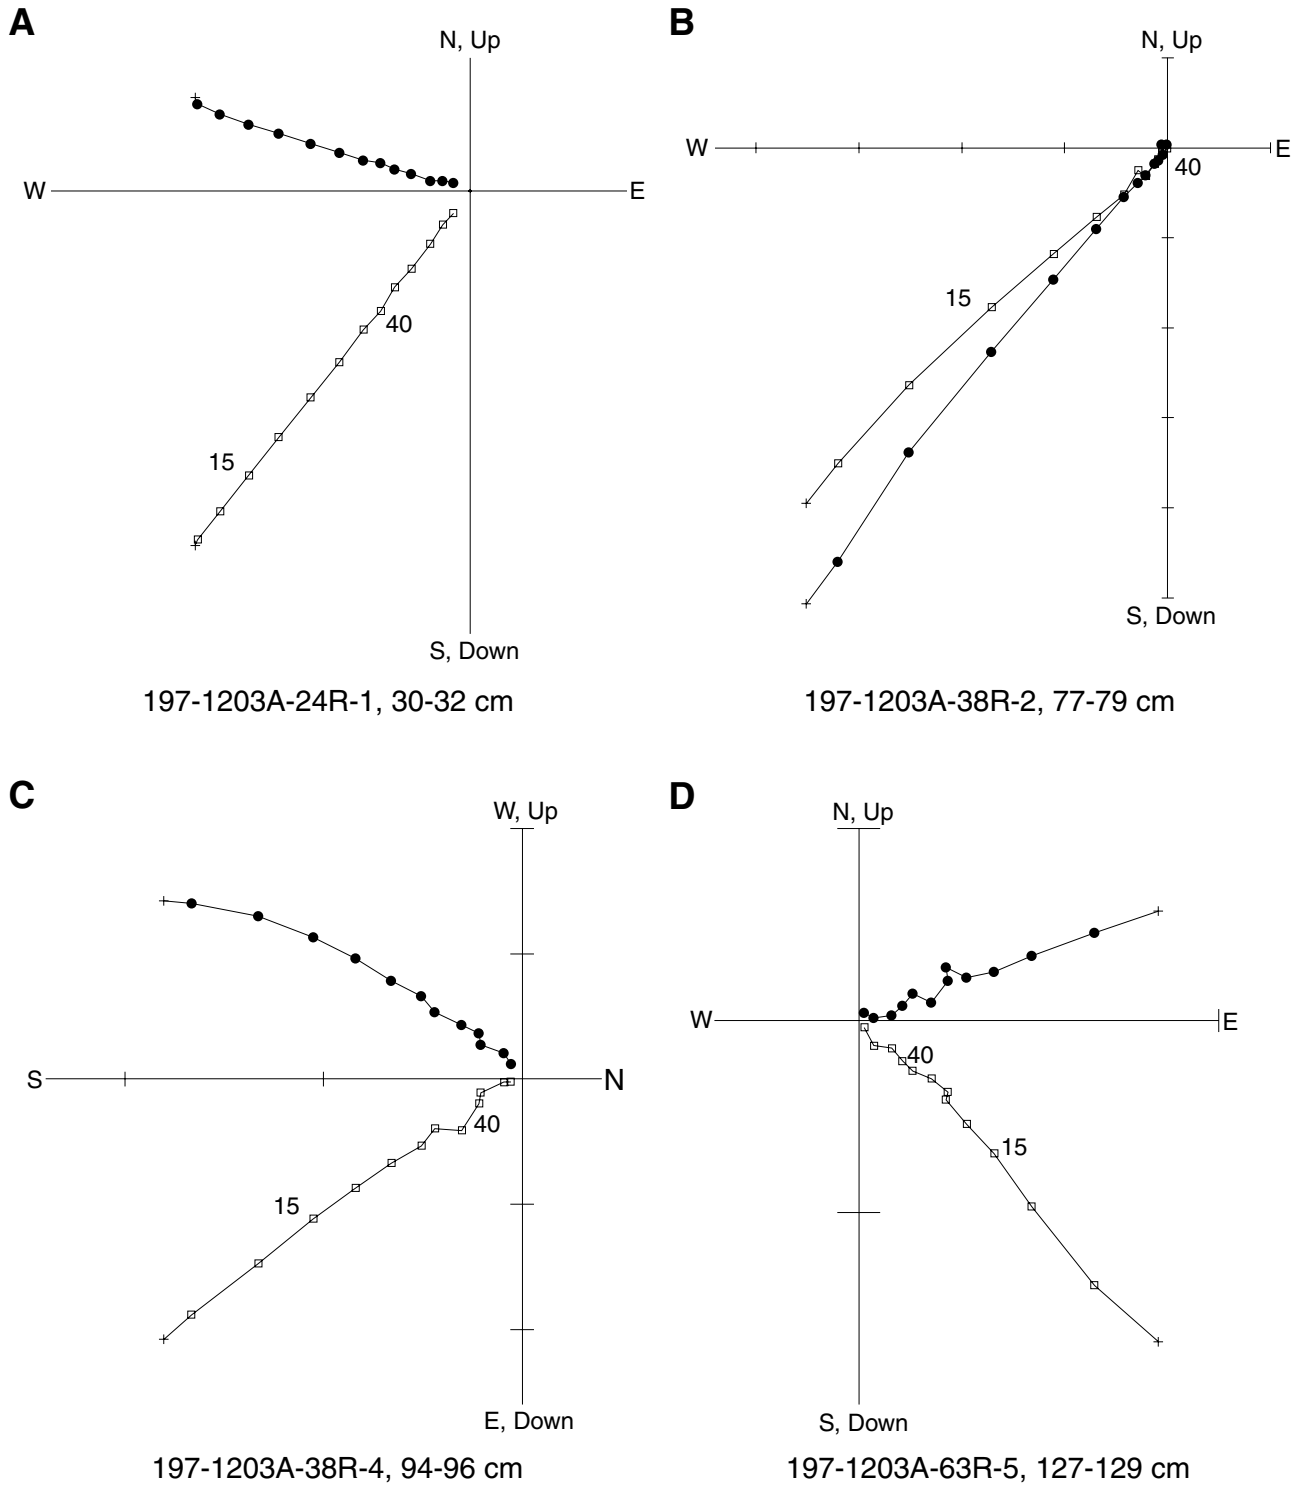 A
N, Up
W
E
40
15
S, Down
197-1203A-24R-1, 30-32 cm
B
N, Up
W
E
40
15
S, Down
197-1203A-38R-2, 77-79 cm
C
W, Up
S
N
40
15
E, Down
197-1203A-38R-4, 94-96 cm
D
N, Up
W
E
40
15
S, Down
197-1203A-63R-5, 127-129 cm